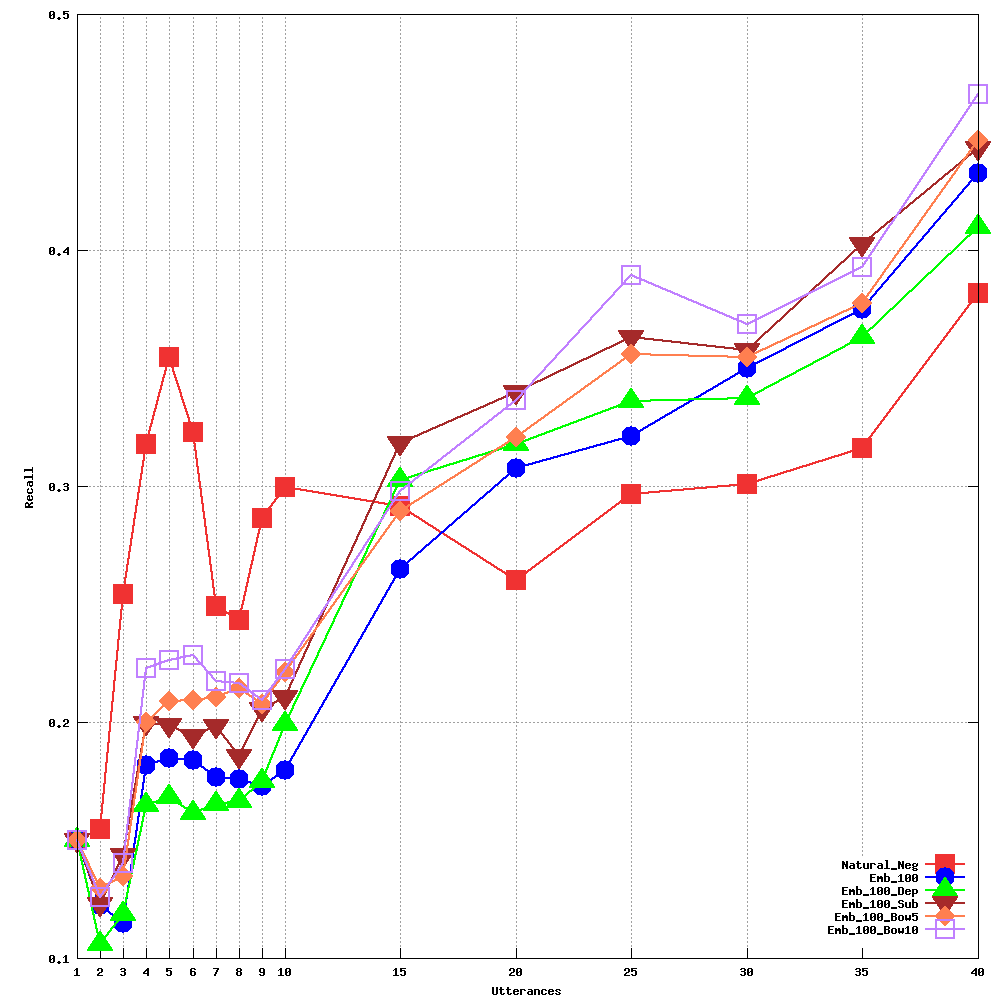 0.5
0.4
0.3
0.2
0.1
Recall
1 2 3 4 5 6 7 8 9 10 15 20 25 30 35 40
Utterances
Natural_Neg
Emb_100
Emb_100_Dep
Emb_100_Sub
Emb_100_Bow5
Emb_100_Bow10